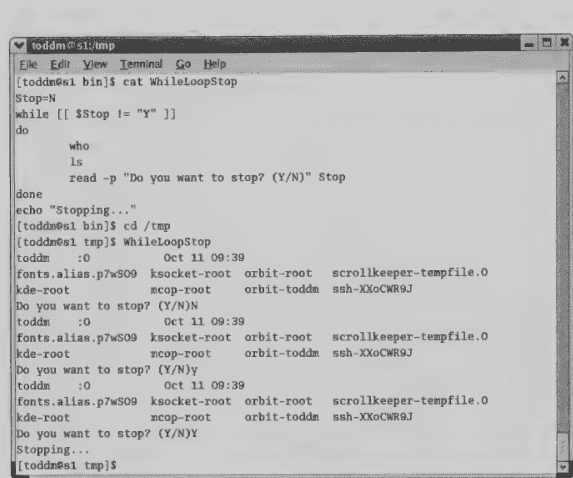 toddm@s1:/tmp
File Edit View Terminal Go Help
[toddm@s1 bin]$ cat WhileLoopStop
Stop=N
while [[ $Stop != "Y" ]]
do
        who
        ls
        read -p "Do you want to stop? (Y/N)" Stop
done
echo "Stopping..."
[toddm@s1 bin]$ cd /tmp
[toddm@s1 tmp]$ WhileLoopStop
toddm    :0           Oct 11 09:39
fonts.alias.p7wSO9  ksocket-root  orbit-root   scrollkeeper-tempfile.0
kde-root            mcop-root     orbit-toddm  ssh-XXoCWR9J
Do you want to stop? (Y/N)N
toddm    :0           Oct 11 09:39
fonts.alias.p7wSO9  ksocket-root  orbit-root   scrollkeeper-tempfile.0
kde-root            mcop-root     orbit-toddm  ssh-XXoCWR9J
Do you want to stop? (Y/N)y
toddm    :0           Oct 11 09:39
fonts.alias.p7wSO9  ksocket-root  orbit-root   scrollkeeper-tempfile.0
kde-root            mcop-root     orbit-toddm  ssh-XXoCWR9J
Do you want to stop? (Y/N)Y
Stopping...
[toddm@s1 tmp]$